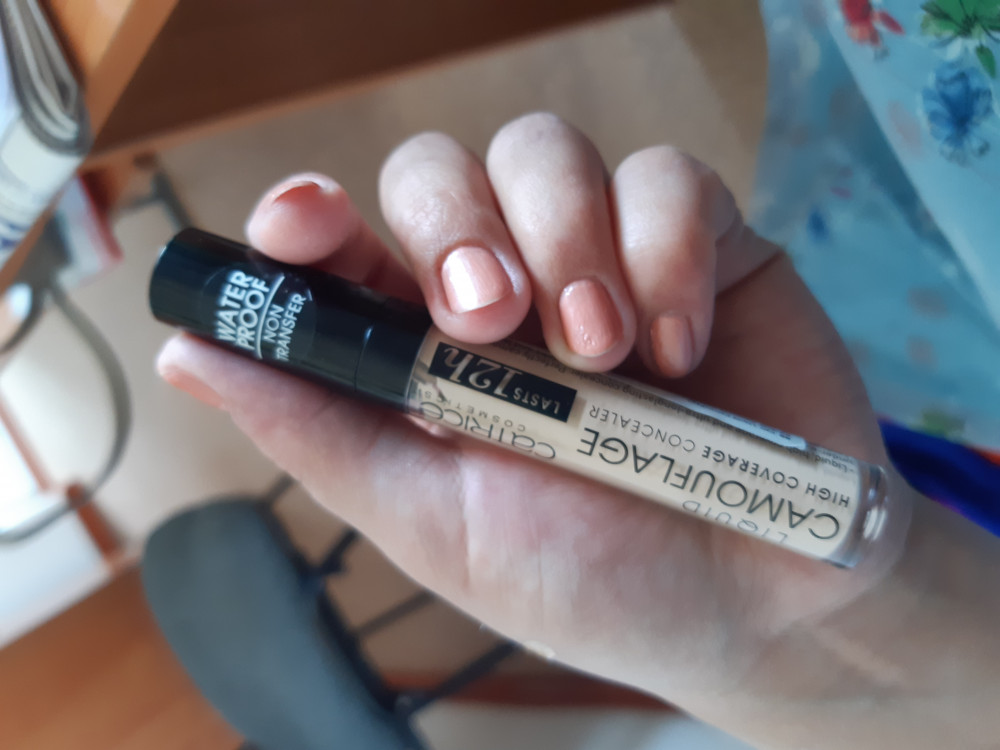 WATER
PROOF
NON
TRANSFER
LIQUID
CAMOUFLAGE
HIGH COVERAGE CONCEALER
CATRICE
COSMETICS
LASTS 12h